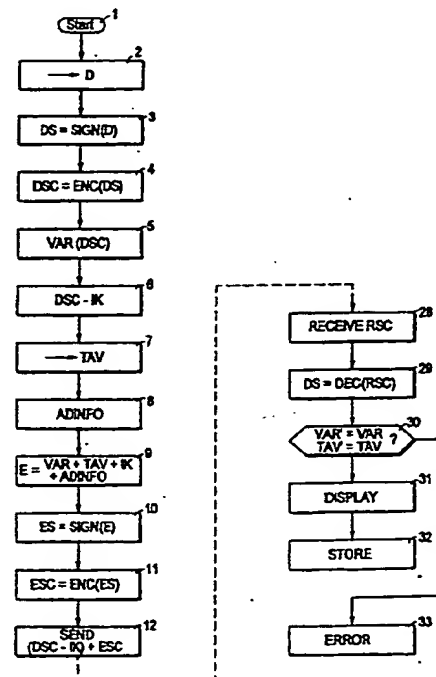 Start 1
2
→ D
3
DS = SIGN(D)
4
DSC = ENC(DS)
5
VAR (DSC)
6
DSC - IK
7
→ TAV
8
ADINFO
9
E = VAR + TAV + IK
+ ADINFO
10
ES = SIGN(E)
11
ESC = ENC(ES)
12
SEND
(DSC - IK) + ESC
28
RECEIVE RSC
29
DS = DEC(RSC)
30
VAR' = VAR
TAV' = TAV ?
31
DISPLAY
32
STORE
33
ERROR